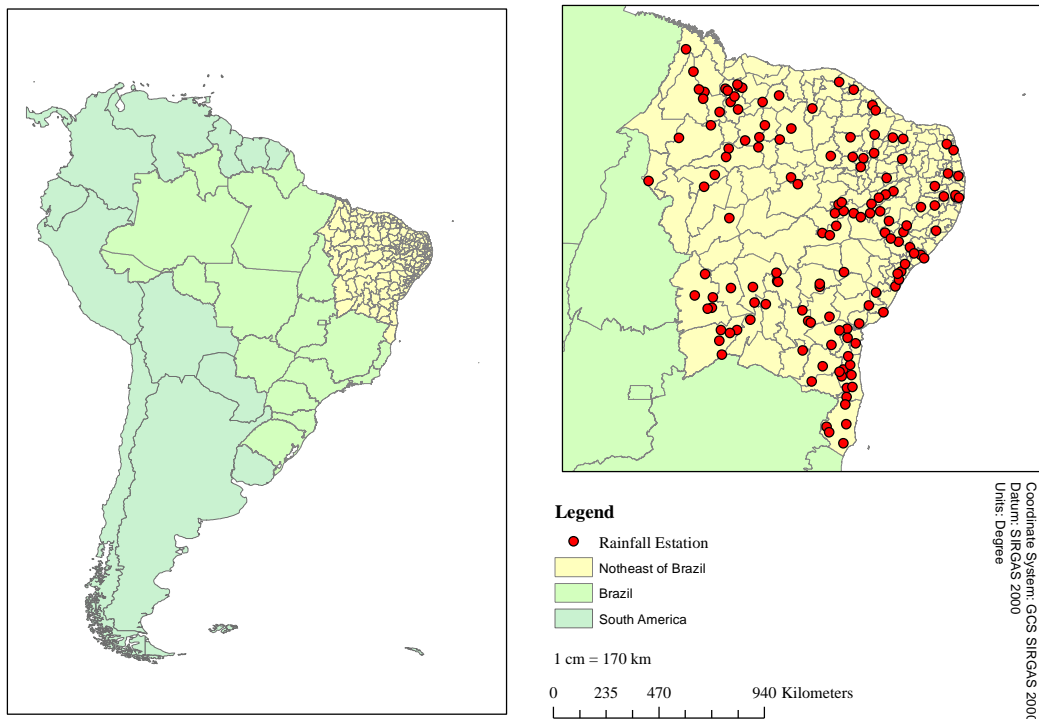 Legend
Rainfall Estation
Notheast of Brazil
Brazil
South America
1 cm = 170 km
0 235 470 940 Kilometers
Coordinate System: GCS SIRGAS 2000
Datum: SIRGAS 2000
Units: Degree